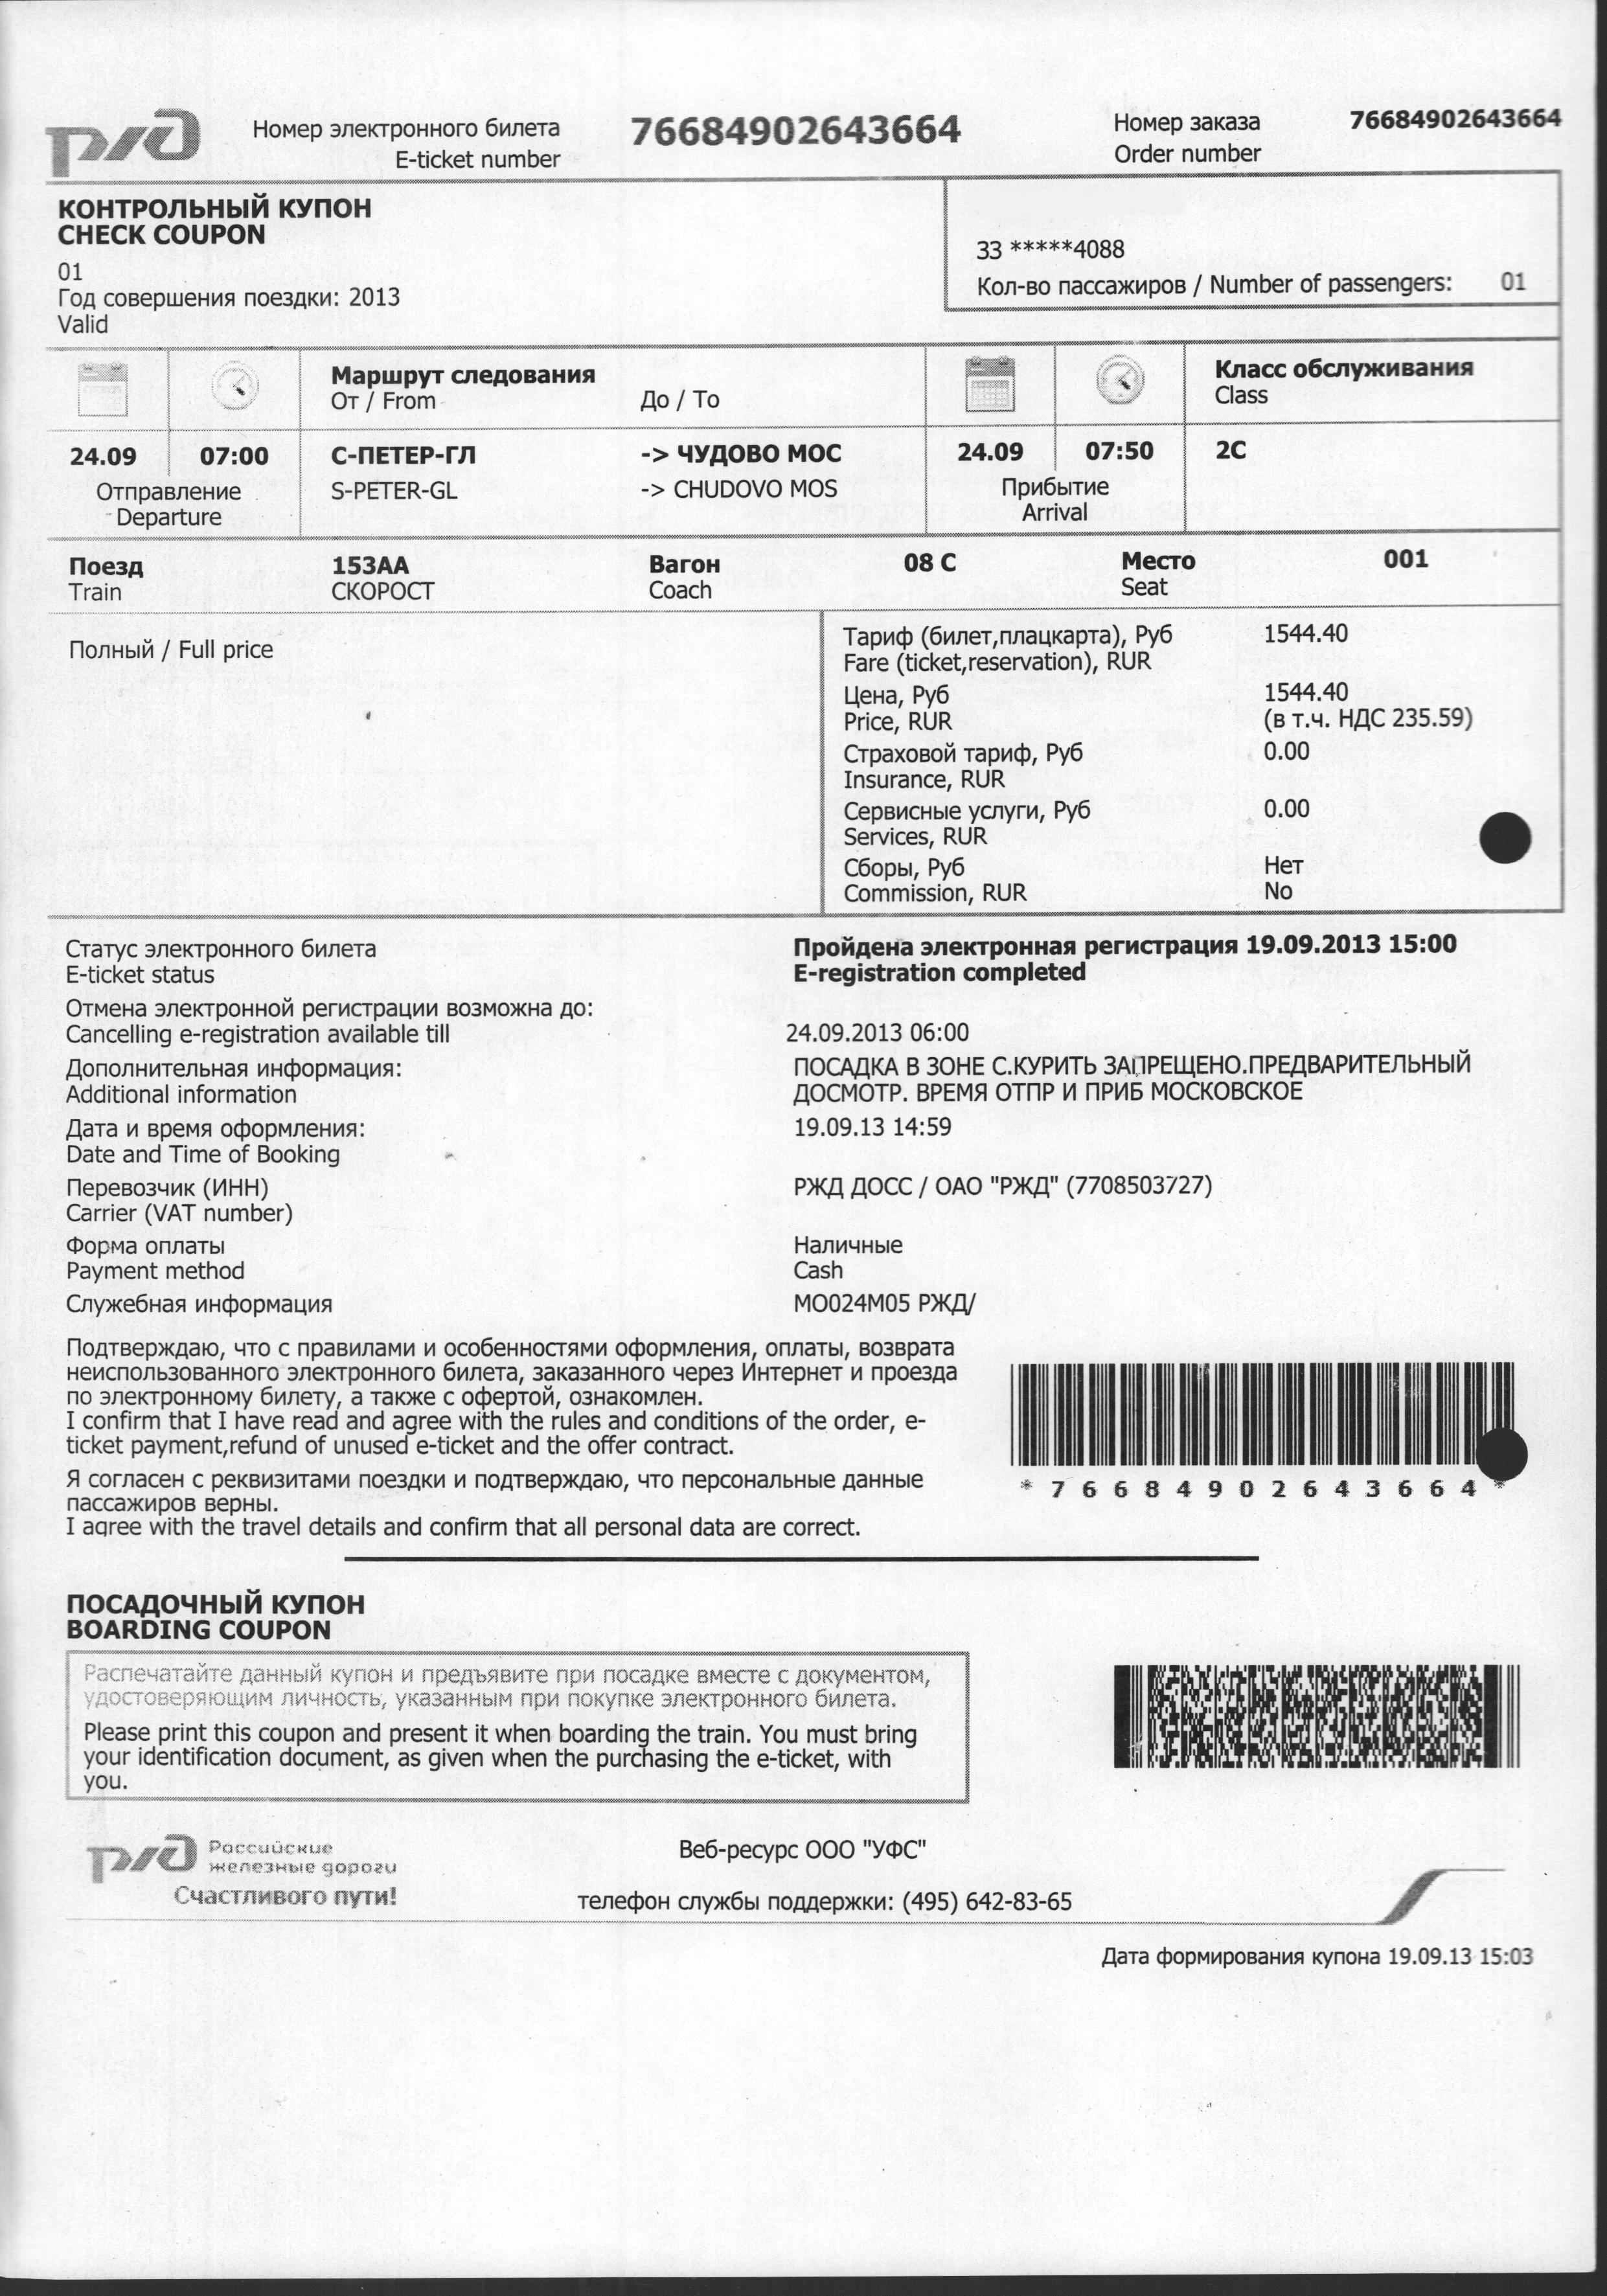 РЖД
Номер электронного билета 76684902643664 Номер заказа 76684902643664
E-ticket number Order number
КОНТРОЛЬНЫЙ КУПОН
CHECK COUPON
01
Год совершения поездки: 2013
Valid
33 *****4088
Кол-во пассажиров / Number of passengers: 01
Маршрут следования Класс обслуживания
От / From До / To Class
24.09 07:00 С-ПЕТЕР-ГЛ -> ЧУДОВО МОС 24.09 07:50 2С
Отправление S-PETER-GL -> CHUDOVO MOS Прибытие
Departure Arrival
Поезд 153АА Вагон 08 С Место 001
Train СКОРОСТ Coach Seat
Полный / Full price
Тариф (билет,плацкарта), Руб 1544.40
Fare (ticket,reservation), RUR
Цена, Руб 1544.40
Price, RUR (в т.ч. НДС 235.59)
Страховой тариф, Руб 0.00
Insurance, RUR
Сервисные услуги, Руб 0.00
Services, RUR
Сборы, Руб Нет
Commission, RUR No
Статус электронного билета Пройдена электронная регистрация 19.09.2013 15:00
E-ticket status E-registration completed
Отмена электронной регистрации возможна до:
Cancelling e-registration available till 24.09.2013 06:00
Дополнительная информация: ПОСАДКА В ЗОНЕ С.КУРИТЬ ЗАПРЕЩЕНО.ПРЕДВАРИТЕЛЬНЫЙ
Additional information ДОСМОТР. ВРЕМЯ ОТПР И ПРИБ МОСКОВСКОЕ
Дата и время оформления: 19.09.13 14:59
Date and Time of Booking
Перевозчик (ИНН) РЖД ДОСС / ОАО "РЖД" (7708503727)
Carrier (VAT number)
Форма оплаты Наличные
Payment method Cash
Служебная информация МО024М05 РЖД/
Подтверждаю, что с правилами и особенностями оформления, оплаты, возврата
неиспользованного электронного билета, заказанного через Интернет и проезда
по электронному билету, а также с офертой, ознакомлен.
I confirm that I have read and agree with the rules and conditions of the order, e-
ticket payment,refund of unused e-ticket and the offer contract.
Я согласен с реквизитами поездки и подтверждаю, что персональные данные
пассажиров верны.
I agree with the travel details and confirm that all personal data are correct.
* 7 6 6 8 4 9 0 2 6 4 3 6 6 4 *
ПОСАДОЧНЫЙ КУПОН
BOARDING COUPON
Распечатайте данный купон и предъявите при посадке вместе с документом,
удостоверяющим личность, указанным при покупке электронного билета.
Please print this coupon and present it when boarding the train. You must bring
your identification document, as given when the purchasing the e-ticket, with
you.
РЖД Российские
железные дороги
Счастливого пути!
Веб-ресурс ООО "УФС"
телефон службы поддержки: (495) 642-83-65
Дата формирования купона 19.09.13 15:03